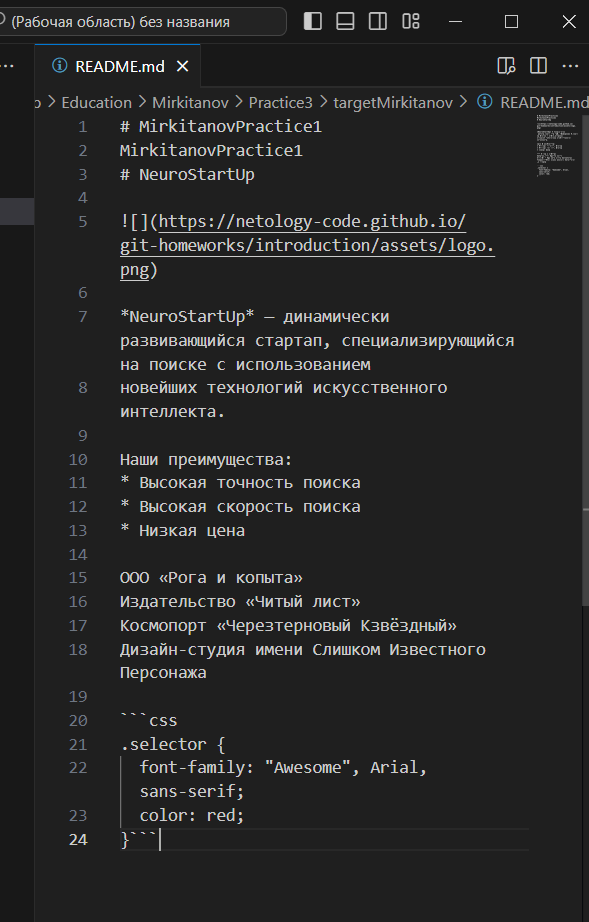 (Рабочая область) без названия
README.md
Education > Mirkitanov > Practice3 > targetMirkitanov > README.md
1 # MirkitanovPractice1
2 MirkitanovPractice1
3 # NeuroStartUp
4
5 ![](https://netology-code.github.io/
git-homeworks/introduction/assets/logo.
png)
6
7 *NeuroStartUp* — динамически
развивающийся стартап, специализирующийся
на поиске с использованием
8 новейших технологий искусственного
интеллекта.
9
10 Наши преимущества:
11 * Высокая точность поиска
12 * Высокая скорость поиска
13 * Низкая цена
14
15 ООО «Рога и копыта»
16 Издательство «Читый лист»
17 Космопорт «Черезтерновый Кзвёздный»
18 Дизайн-студия имени Слишком Известного
Персонажа
19
20 ```css
21 .selector {
22 font-family: "Awesome", Arial,
sans-serif;
23 color: red;
24 }```